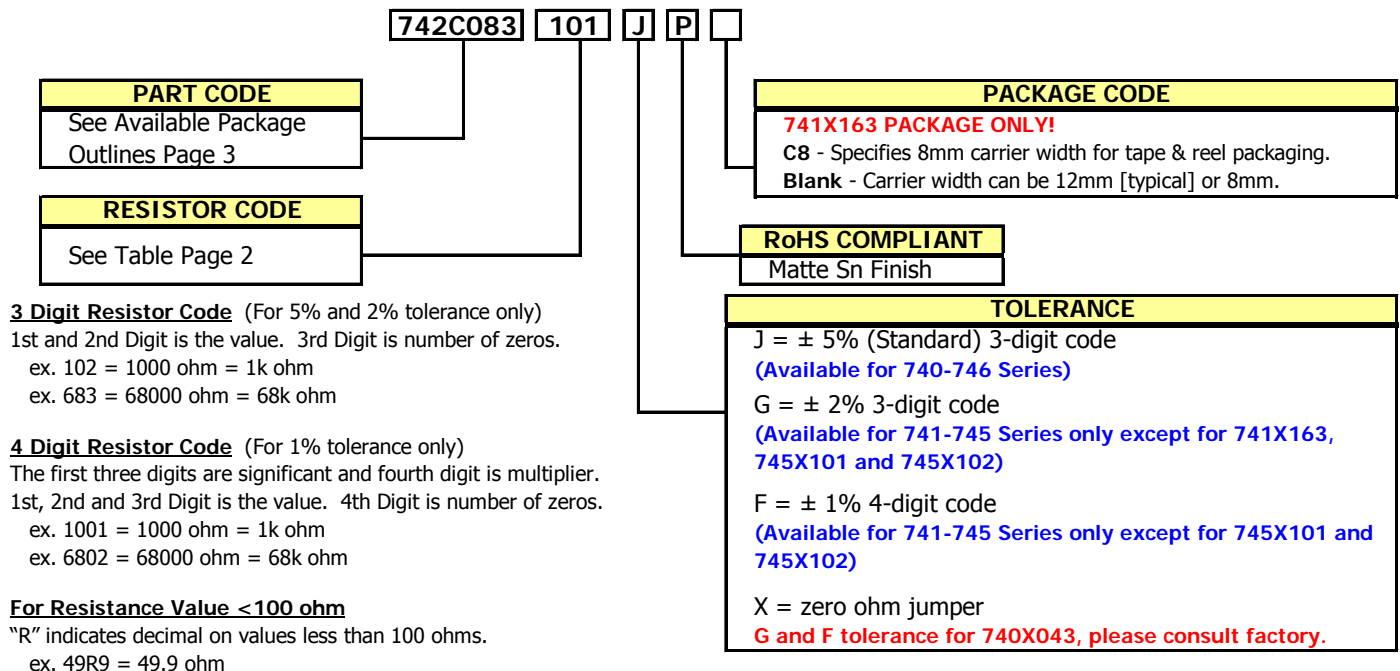 742C083 101 J P
PART CODE
See Available Package
Outlines Page 3
RESISTOR CODE
See Table Page 2
3 Digit Resistor Code (For 5% and 2% tolerance only)
1st and 2nd Digit is the value. 3rd Digit is number of zeros.
ex. 102 = 1000 ohm = 1k ohm
ex. 683 = 68000 ohm = 68k ohm
4 Digit Resistor Code (For 1% tolerance only)
The first three digits are significant and fourth digit is multiplier.
1st, 2nd and 3rd Digit is the value. 4th Digit is number of zeros.
ex. 1001 = 1000 ohm = 1k ohm
ex. 6802 = 68000 ohm = 68k ohm
For Resistance Value <100 ohm
“R” indicates decimal on values less than 100 ohms.
ex. 49R9 = 49.9 ohm
PACKAGE CODE
741X163 PACKAGE ONLY!
C8 - Specifies 8mm carrier width for tape & reel packaging.
Blank - Carrier width can be 12mm [typical] or 8mm.
RoHS COMPLIANT
Matte Sn Finish
TOLERANCE
J = ± 5% (Standard) 3-digit code
(Available for 740-746 Series)
G = ± 2% 3-digit code
(Available for 741-745 Series only except for 741X163,
745X101 and 745X102)
F = ± 1% 4-digit code
(Available for 741-745 Series only except for 745X101 and
745X102)
X = zero ohm jumper
G and F tolerance for 740X043, please consult factory.